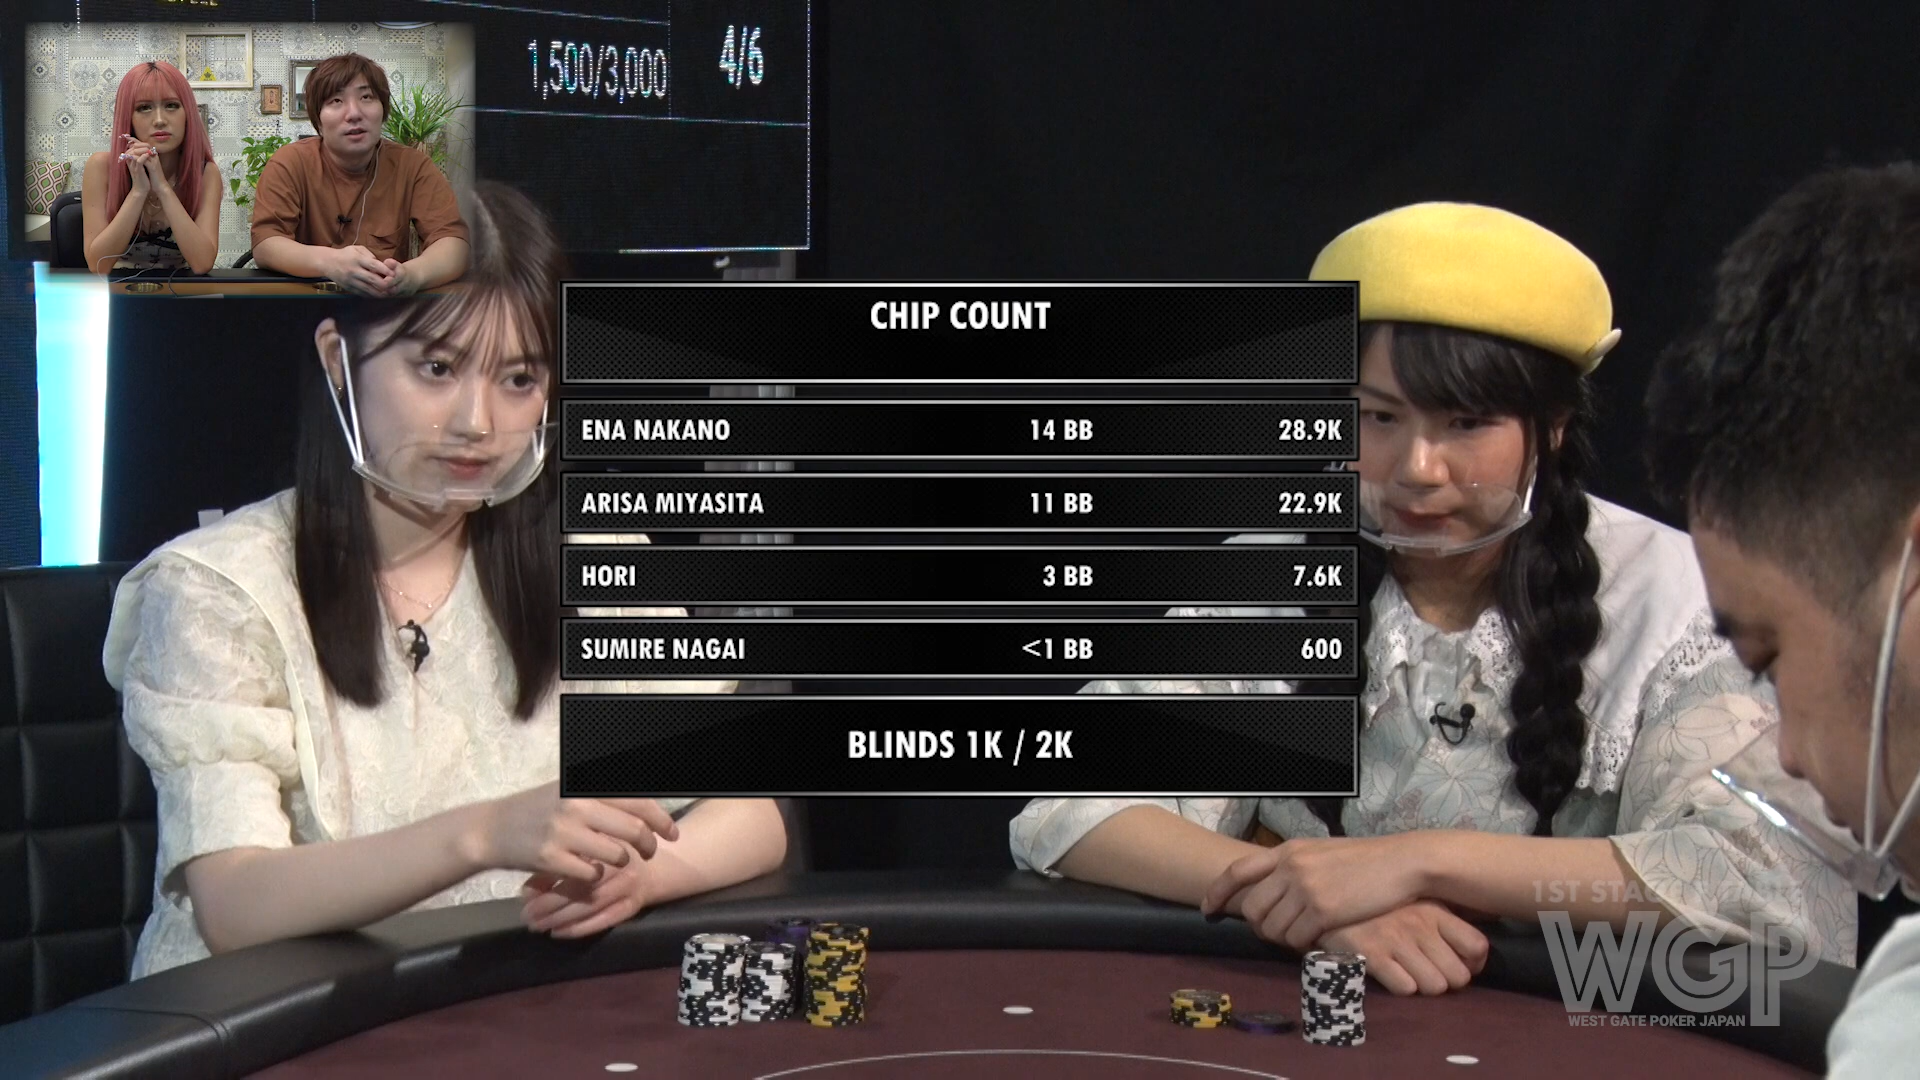 1,500/3,000
4/6
CHIP COUNT
ENA NAKANO 14 BB 28.9K
ARISA MIYASITA 11 BB 22.9K
HORI 3 BB 7.6K
SUMIRE NAGAI <1 BB 600
BLINDS 1K / 2K
1ST
WGP
WEST GATE POKER JAPAN